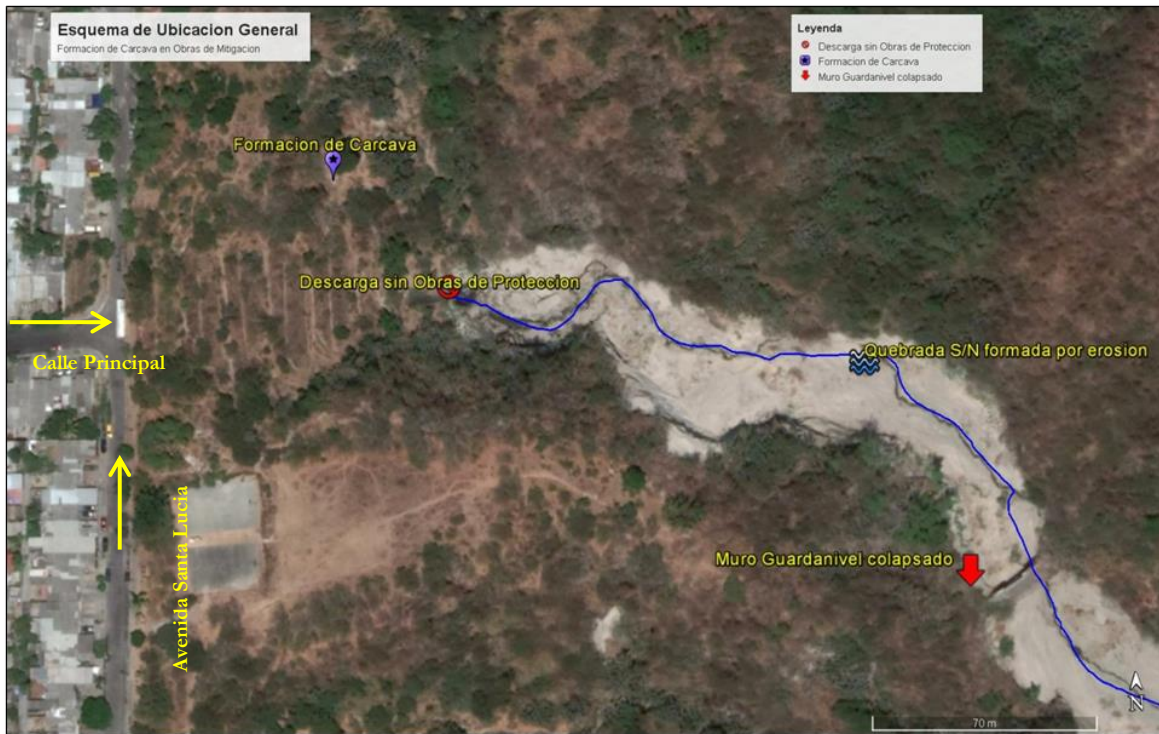 Esquema de Ubicacion General
Formacion de Carcava en Obras de Mitigacion
Leyenda
Descarga sin Obras de Proteccion
Formacion de Carcava
Muro Guardanivel colapsado
Formacion de Carcava
Descarga sin Obras de Proteccion
Calle Principal
Quebrada S/N formada por erosion
Avenida Santa Lucia
Muro Guardanivel colapsado
N
70 m